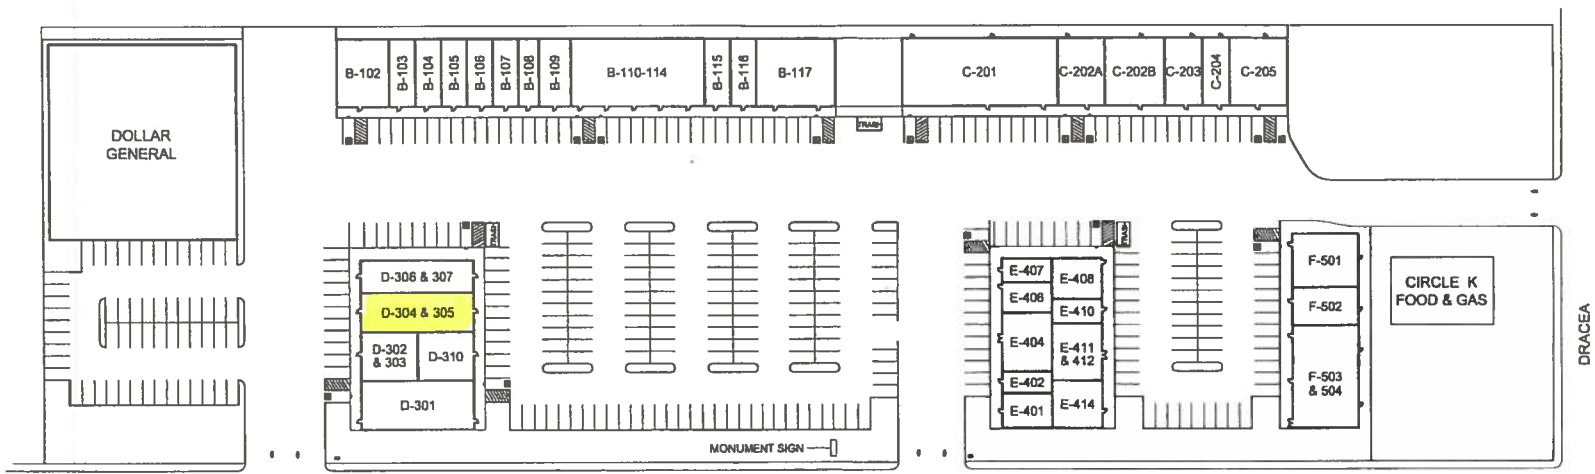 DOLLAR
GENERAL
B-102
B-103
B-104
B-105
B-106
B-107
B-108
B-109
B-110-114
B-115
B-116
B-117
C-201
C-202A
C-202B
C-203
C-204
C-205
TRASH
TRASH
TRASH
D-306 & 307
D-304 & 305
D-302
& 303
D-310
D-301
E-407
E-408
E-406
E-410
E-404
E-411
& 412
E-402
E-401
E-414
F-501
F-502
F-503
& 504
CIRCLE K
FOOD & GAS
DRACEA
MONUMENT SIGN